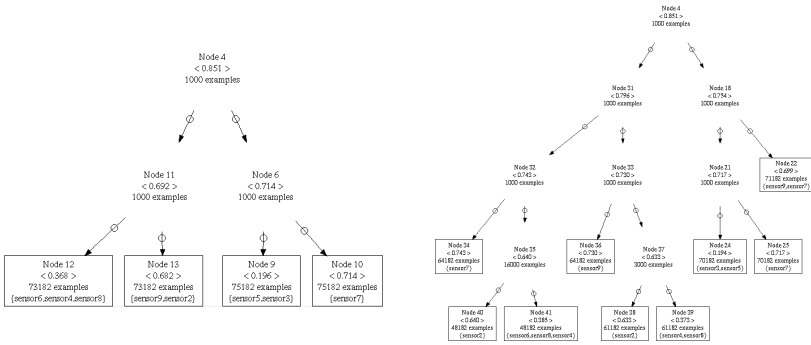 Node 4
< 0.851 >
1000 examples
Node 11
< 0.692 >
1000 examples
Node 6
< 0.714 >
1000 examples
Node 12
< 0.368 >
73182 examples
{sensor6,sensor4,sensor8}
Node 13
< 0.682 >
73182 examples
{sensor9,sensor2}
Node 9
< 0.196 >
75182 examples
{sensor5,sensor3}
Node 10
< 0.714 >
75182 examples
{sensor7}
Node 4
< 0.851 >
1000 examples
Node 31
< 0.796 >
1000 examples
Node 18
< 0.754 >
1000 examples
Node 32
< 0.743 >
1000 examples
Node 33
< 0.730 >
1000 examples
Node 21
< 0.717 >
1000 examples
Node 22
< 0.699 >
71182 examples
{sensor9,sensor7}
Node 34
< 0.743 >
64182 examples
{sensor7}
Node 35
< 0.640 >
16000 examples
Node 36
< 0.730 >
64182 examples
{sensor9}
Node 37
< 0.633 >
3000 examples
Node 24
< 0.194 >
70182 examples
{sensor3,sensor5}
Node 25
< 0.717 >
70182 examples
{sensor7}
Node 40
< 0.640 >
48182 examples
{sensor2}
Node 41
< 0.385 >
48182 examples
{sensor6,sensor8,sensor4}
Node 38
< 0.633 >
61182 examples
{sensor2}
Node 39
< 0.373 >
61182 examples
{sensor4,sensor8}